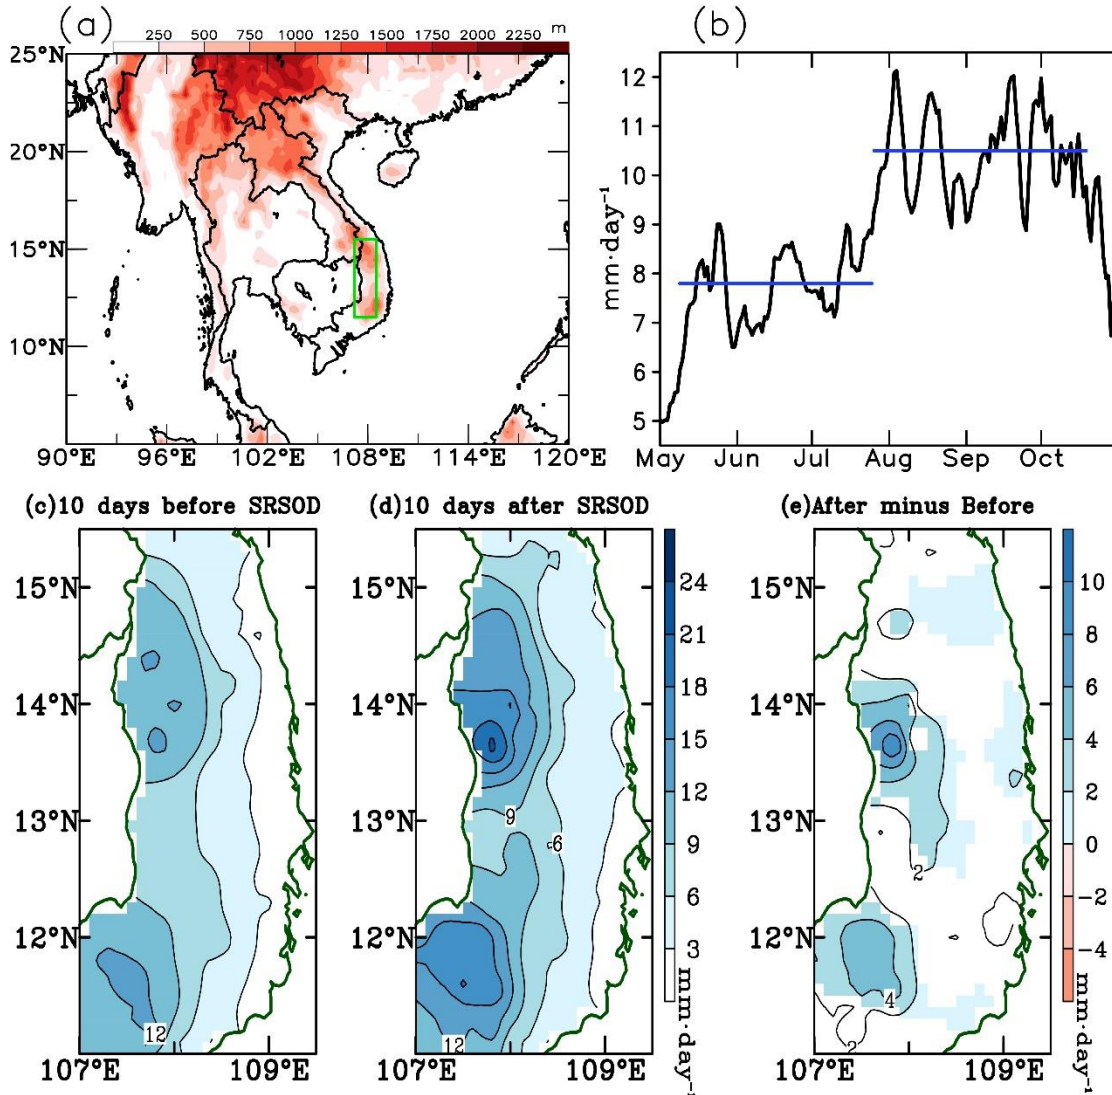 (a)
250 500 750 1000 1250 1500 1750 2000 2250 m
25°N
20°N
15°N
10°N
90°E 96°E 102°E 108°E 114°E 120°E
(b)
12
11
10
9
8
7
6
5
mm·day⁻¹
May Jun Jul Aug Sep Oct
(c)10 days before SRSOD
15°N
14°N
13°N
12°N
12
107°E 109°E
(d)10 days after SRSOD
15°N
14°N
13°N
12°N
9
6
12
107°E 109°E
24
21
18
15
12
9
6
3
mm·day⁻¹
(e)After minus Before
15°N
14°N
13°N
12°N
2
4
2
107°E 109°E
10
8
6
4
2
0
-2
-4
mm·day⁻¹